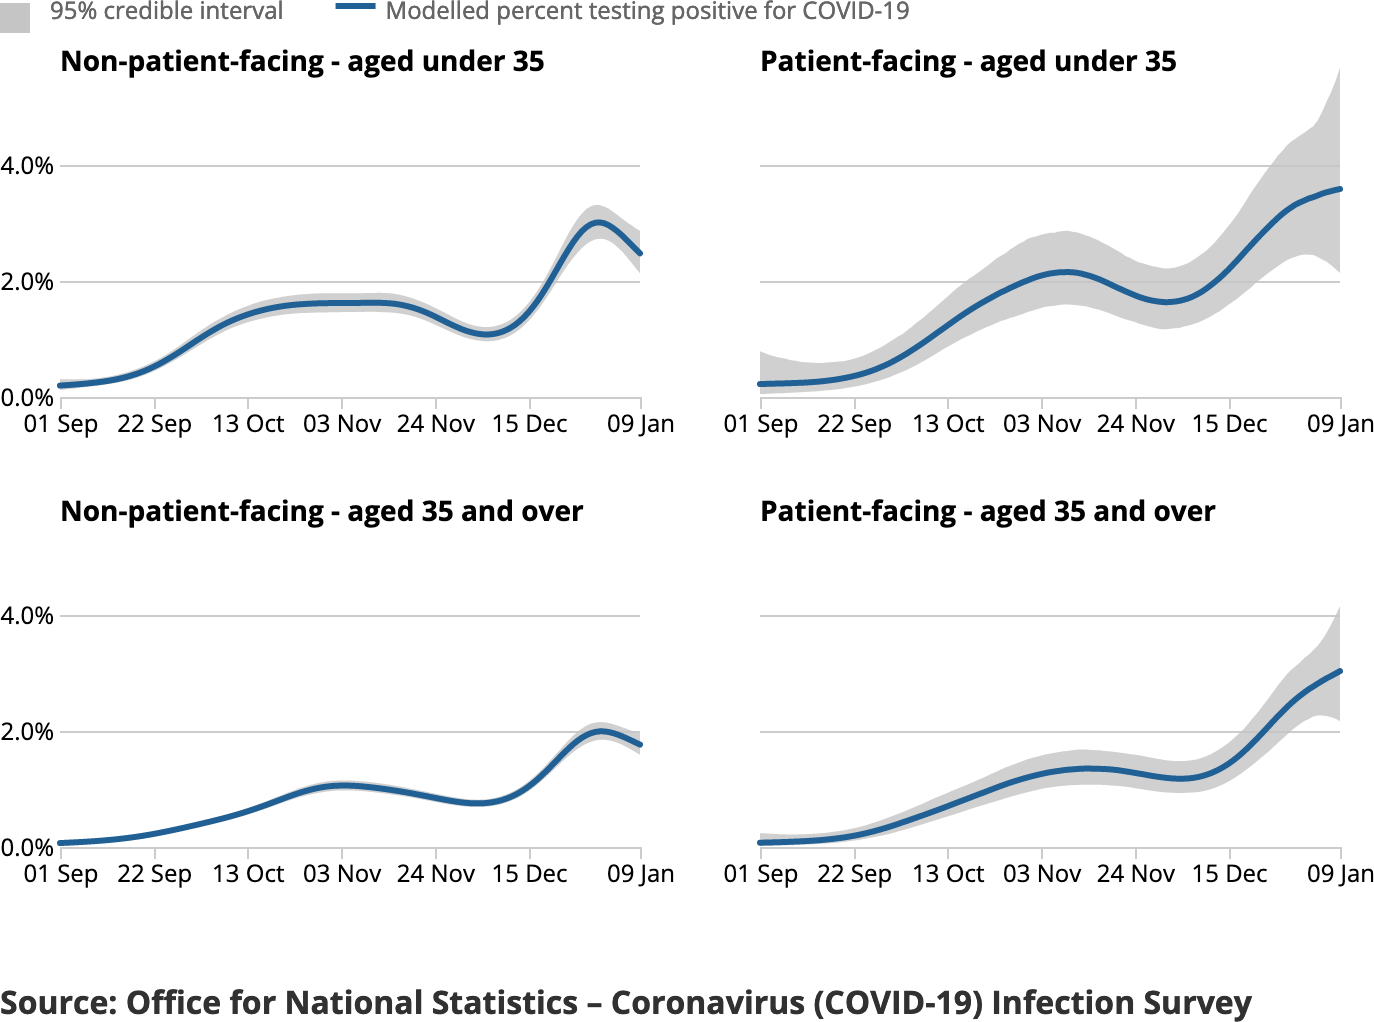 95% credible interval Modelled percent testing positive for COVID-19
Non-patient-facing - aged under 35
4.0%
2.0%
0.0%
01 Sep 22 Sep 13 Oct 03 Nov 24 Nov 15 Dec 09 Jan
Patient-facing - aged under 35
01 Sep 22 Sep 13 Oct 03 Nov 24 Nov 15 Dec 09 Jan
Non-patient-facing - aged 35 and over
4.0%
2.0%
0.0%
01 Sep 22 Sep 13 Oct 03 Nov 24 Nov 15 Dec 09 Jan
Patient-facing - aged 35 and over
01 Sep 22 Sep 13 Oct 03 Nov 24 Nov 15 Dec 09 Jan
Source: Office for National Statistics – Coronavirus (COVID-19) Infection Survey